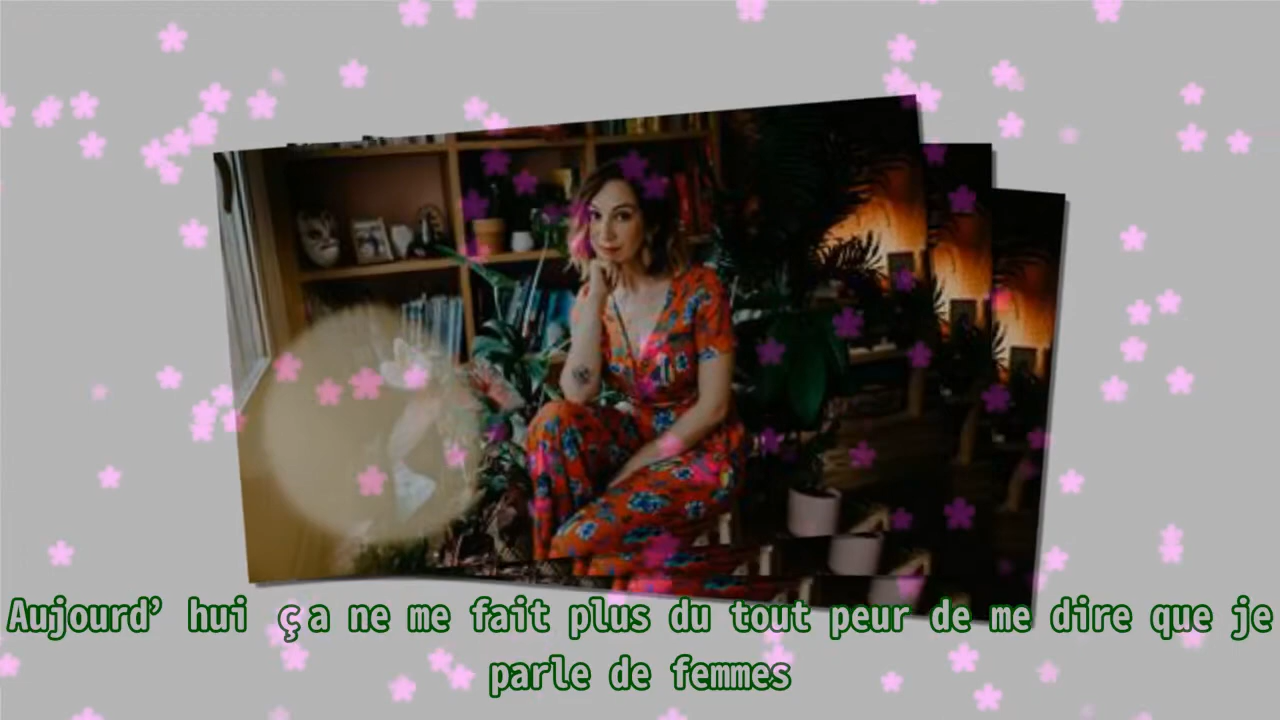 Aujourd’ hui ça ne me fait plus du tout peur de me dire que je
parle de femmes